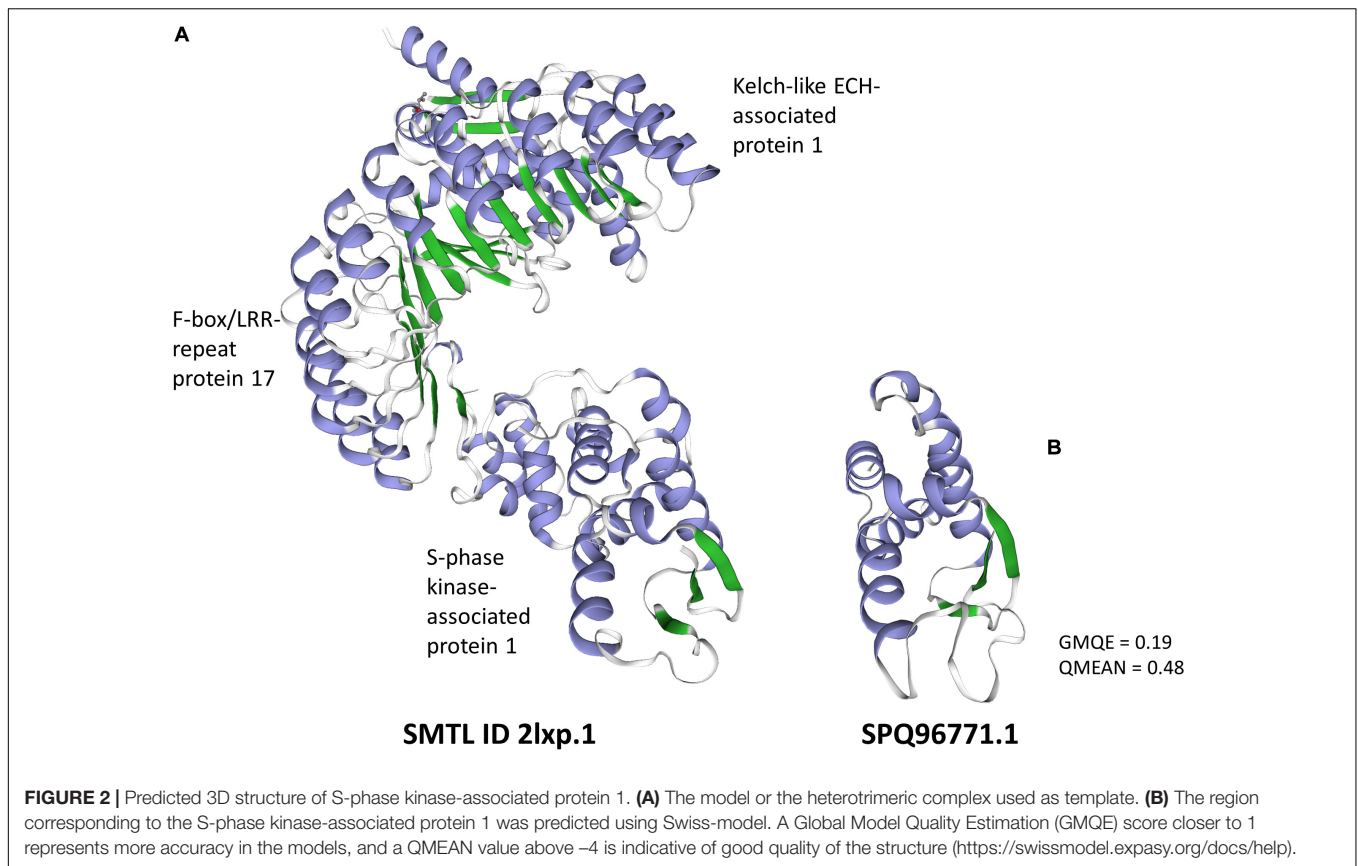 A
Kelch-like ECH-
associated
protein 1
F-box/LRR-
repeat
protein 17
B
S-phase
kinase-
associated
protein 1
GMQE = 0.19
QMEAN = 0.48
SMTL ID 2lxp.1
SPQ96771.1
FIGURE 2 | Predicted 3D structure of S-phase kinase-associated protein 1. (A) The model or the heterotrimeric complex used as template. (B) The region
corresponding to the S-phase kinase-associated protein 1 was predicted using Swiss-model. A Global Model Quality Estimation (GMQE) score closer to 1
represents more accuracy in the models, and a QMEAN value above –4 is indicative of good quality of the structure (https://swissmodel.expasy.org/docs/help).